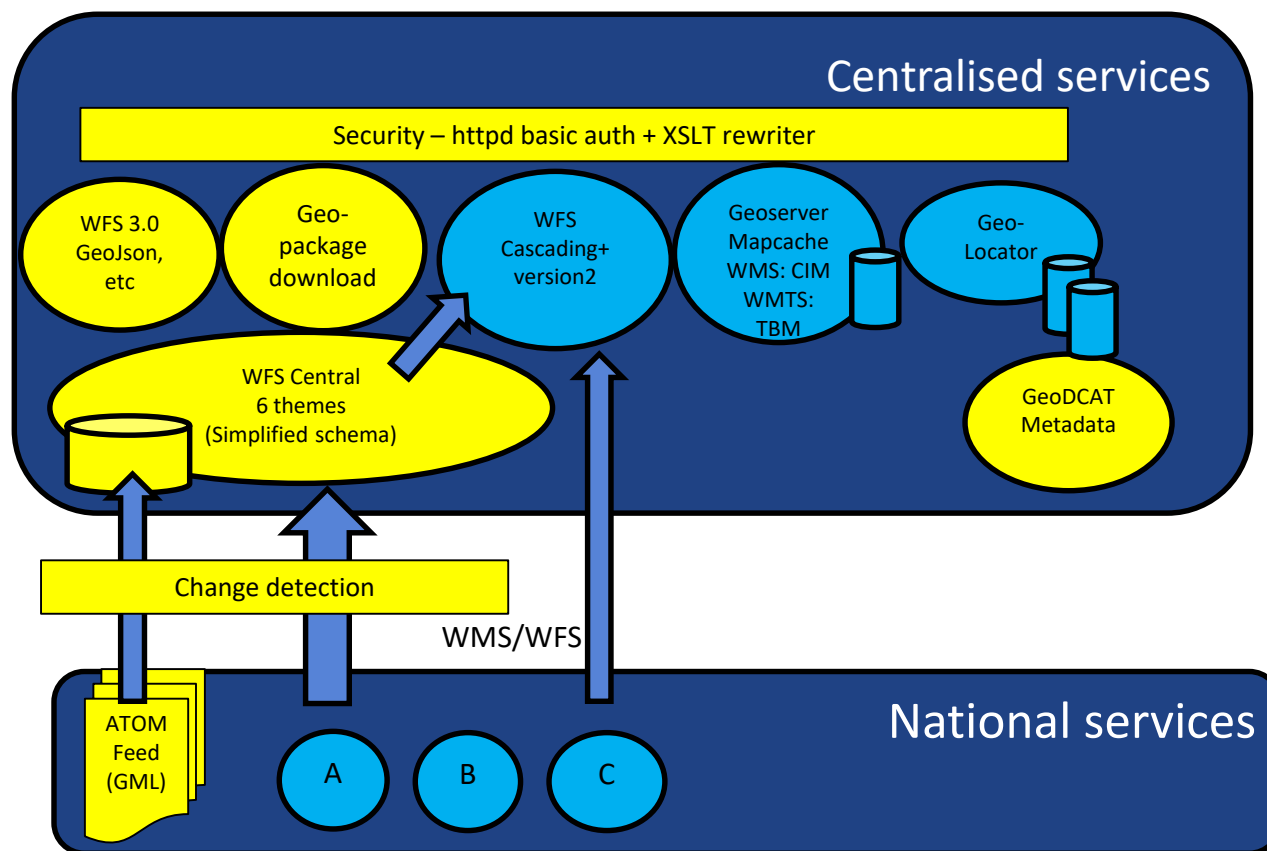 Centralised services
Security – httpd basic auth + XSLT rewriter
WFS 3.0
GeoJson,
etc
Geo-
package
download
WFS
Cascading+
version2
Geoserver
Mapcache
WMS: CIM
WMTS:
TBM
Geo-
Locator
WFS Central
6 themes
(Simplified schema)
GeoDCAT
Metadata
Change detection
WMS/WFS
National services
ATOM
Feed
(GML)
A
B
C